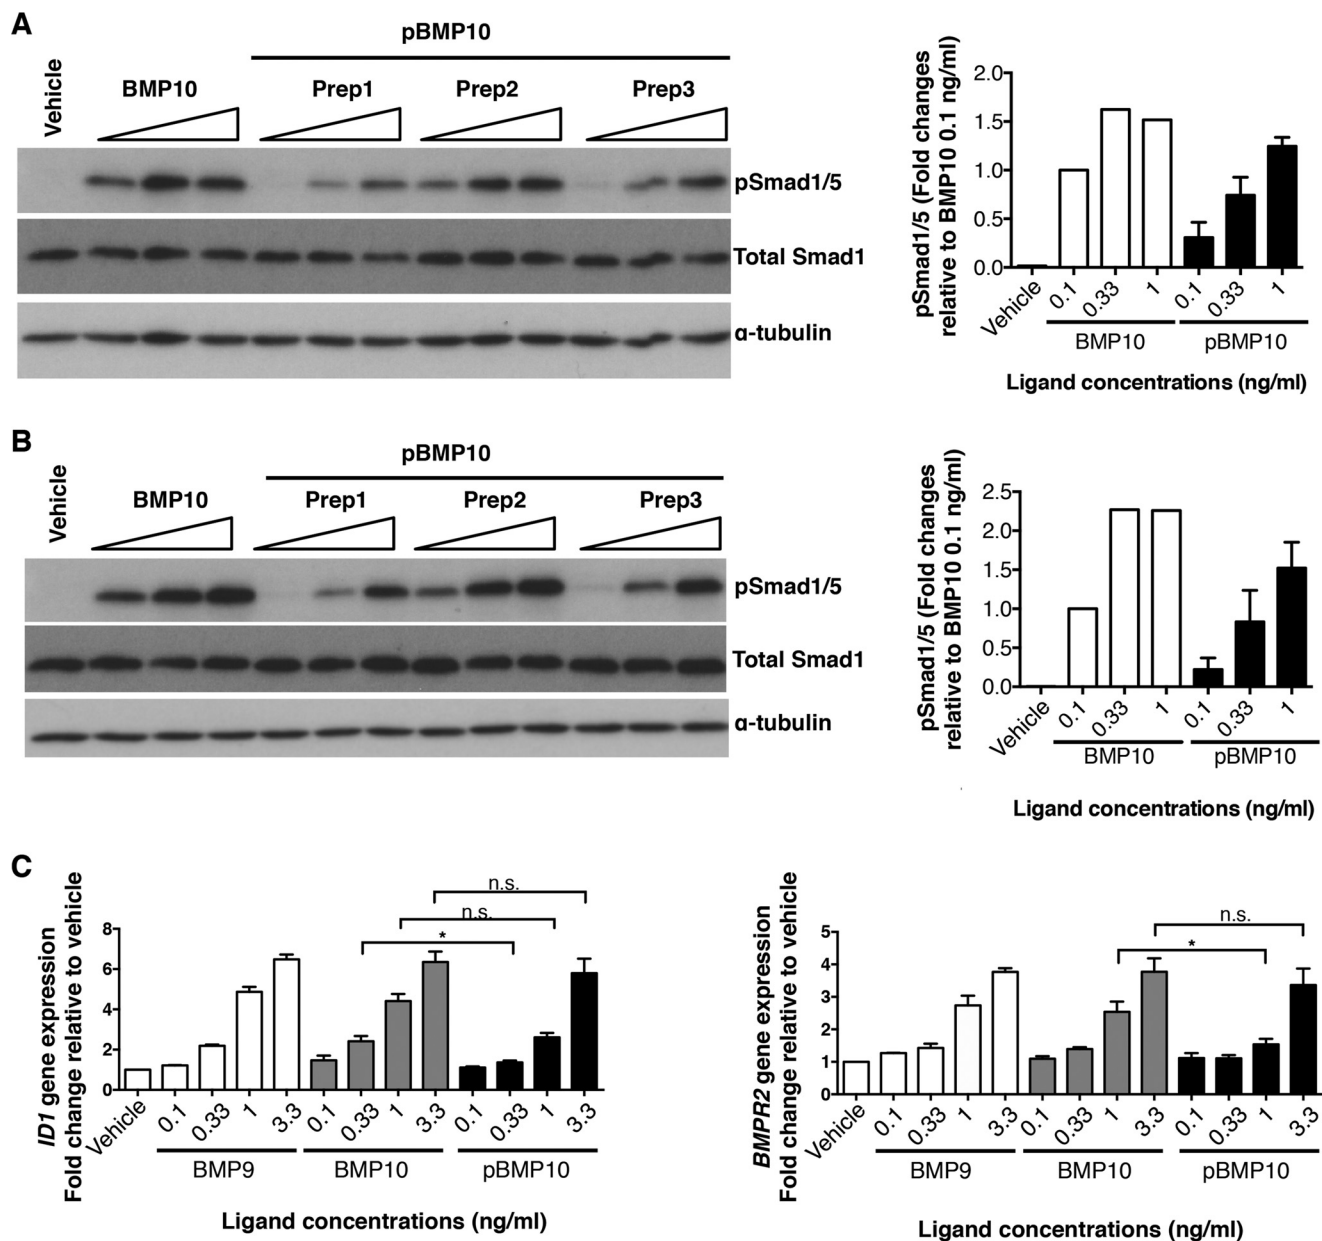 A
pBMP10
Vehicle
BMP10
Prep1
Prep2
Prep3
pSmad1/5
Total Smad1
α-tubulin
pSmad1/5 (Fold changes
relative to BMP10 0.1 ng/ml)
2.0
1.5
1.0
0.5
0.0
Vehicle
0.1
0.33
1
0.1
0.33
1
BMP10
pBMP10
Ligand concentrations (ng/ml)
B
pBMP10
Vehicle
BMP10
Prep1
Prep2
Prep3
pSmad1/5
Total Smad1
α-tubulin
pSmad1/5 (Fold changes
relative to BMP10 0.1 ng/ml)
2.5
2.0
1.5
1.0
0.5
0.0
Vehicle
0.1
0.33
1
0.1
0.33
1
BMP10
pBMP10
Ligand concentrations (ng/ml)
C
ID1 gene expression
Fold change relative to vehicle
8
6
4
2
0
n.s.
n.s.
*
Vehicle
0.1
0.33
1
3.3
0.1
0.33
1
3.3
0.1
0.33
1
3.3
BMP9
BMP10
pBMP10
Ligand concentrations (ng/ml)
BMPR2 gene expression
Fold change relative to vehicle
5
4
3
2
1
0
n.s.
*
Vehicle
0.1
0.33
1
3.3
0.1
0.33
1
3.3
0.1
0.33
1
3.3
BMP9
BMP10
pBMP10
Ligand concentrations (ng/ml)